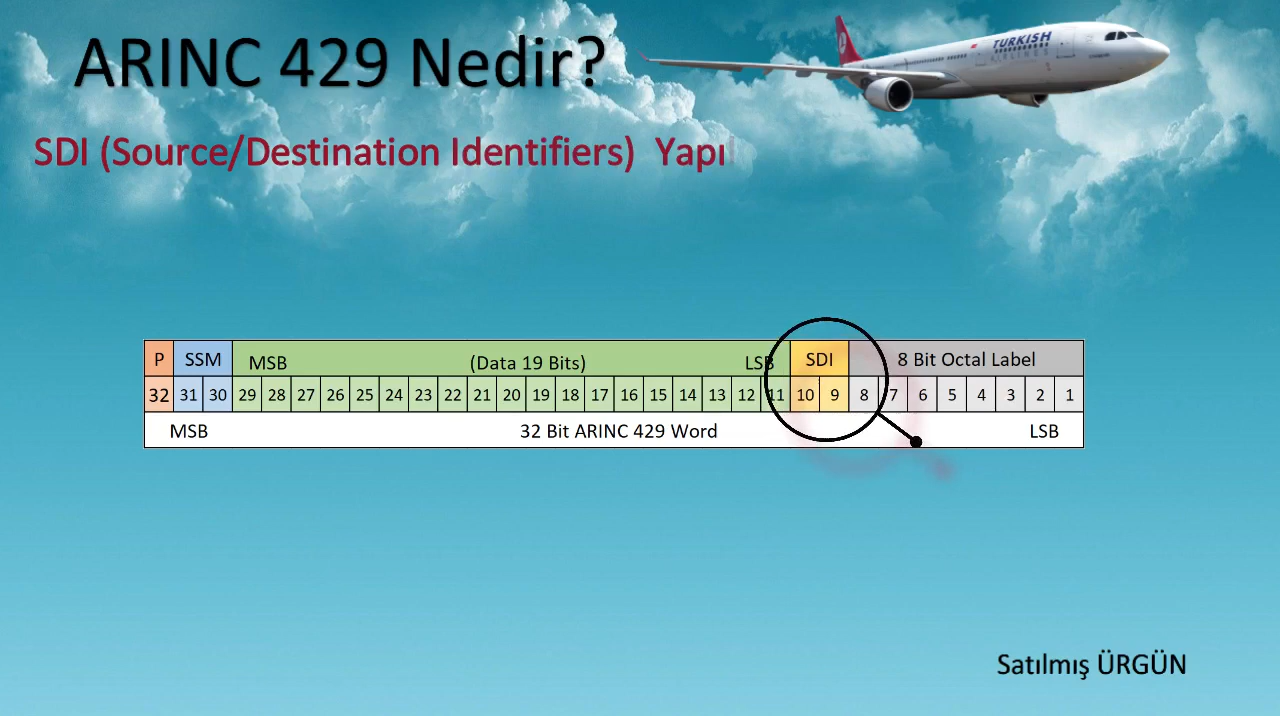 ARINC 429 Nedir?
TURKISH
AIRLINES
SDI (Source/Destination Identifiers) Yapı
P SSM MSB (Data 19 Bits) LSB SDI 8 Bit Octal Label
32 31 30 29 28 27 26 25 24 23 22 21 20 19 18 17 16 15 14 13 12 11 10 9 8 7 6 5 4 3 2 1
MSB 32 Bit ARINC 429 Word LSB
Satılmış ÜRGÜN